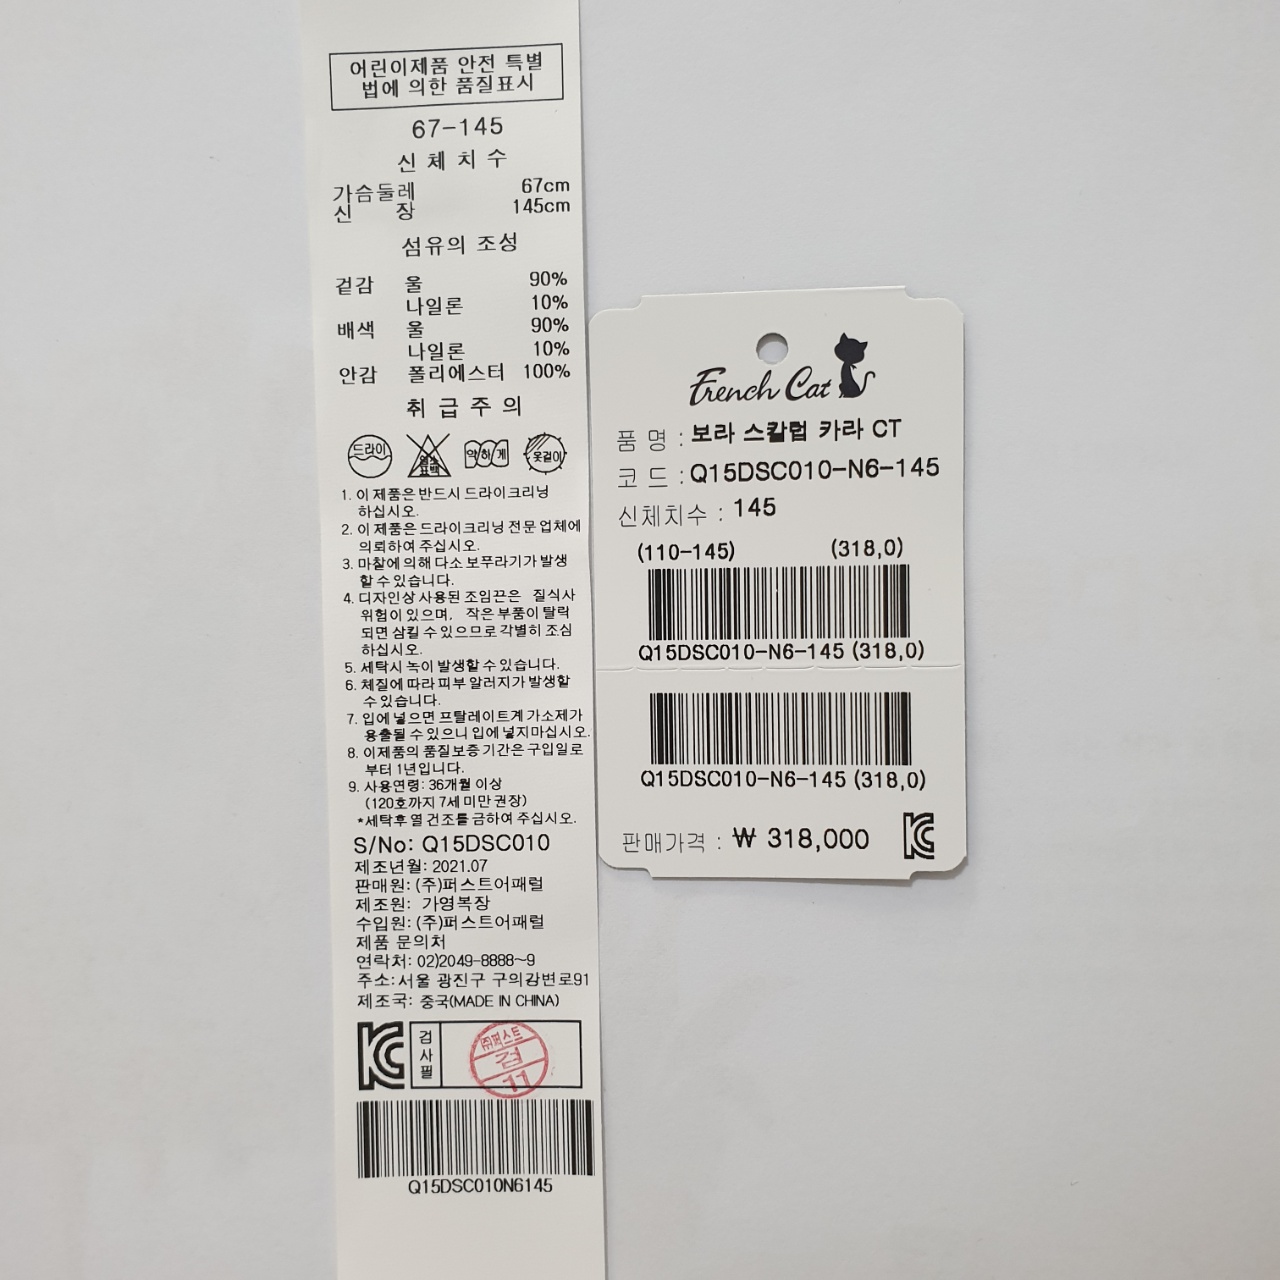 어린이제품 안전 특별
법에 의한 품질표시
67-145
신 체 치 수
가슴둘레 67cm
신 장 145cm
섬유의 조성
겉감 울 90%
나일론 10%
배색 울 90%
나일론 10%
안감 폴리에스터 100%
취 급 주 의
드라이 염소표백 약하게 옷걸이
1. 이 제품은 반드시 드라이크리닝
하십시오.
2. 이 제품은 드라이크리닝 전문 업체에
의뢰하여 주십시오.
3. 마찰에 의해 다소 보푸라기가 발생
할 수 있습니다.
4. 디자인상 사용된 조임끈은 질식사
위험이 있으며, 작은 부품이 탈락
되면 삼킬 수 있으므로 각별히 조심
하십시오.
5. 세탁시 녹이 발생할 수 있습니다.
6. 체질에 따라 피부 알러지가 발생할
수 있습니다.
7. 입에 넣으면 프탈레이트계 가소제가
용출될 수 있으니 입에 넣지마십시오.
8. 이제품의 품질보증 기간은 구입일로
부터 1년입니다.
9. 사용연령: 36개월 이상
(120호까지 7세 미만 권장)
*세탁후 열 건조를 금하여 주십시오.
S/No: Q15DSC010
제조년월: 2021.07
판매원: (주)퍼스트어패럴
제조원: 가영복장
수입원: (주)퍼스트어패럴
제품 문의처
연락처: 02)2049-8888~9
주소: 서울 광진구 구의강변로91
제조국: 중국(MADE IN CHINA)
KC 검사필
㈜퍼스트
검
11
Q15DSC010N6145
French Cat
품 명 : 보라 스칼럽 카라 CT
코 드 : Q15DSC010-N6-145
신체치수 : 145
(110-145) (318,0)
Q15DSC010-N6-145 (318,0)
Q15DSC010-N6-145 (318,0)
판매가격 : ₩ 318,000 KC